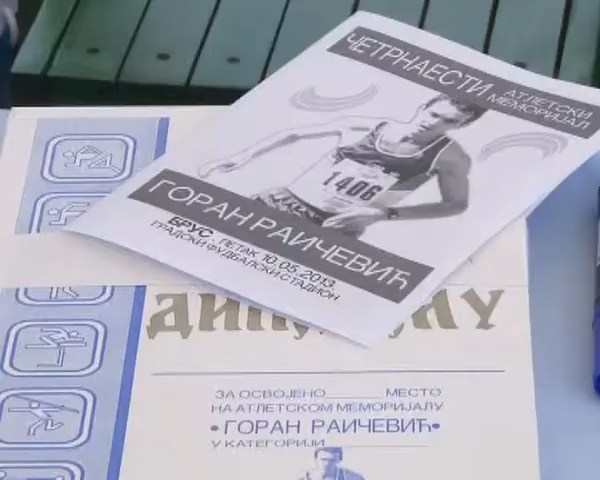 ЧЕТРНАЕСТИ АТЛЕТСКИ
МЕМОРИЈАЛ
1406
ГОРАН РАИЧЕВИЋ
БРУС - ПЕТАК 10.05.2013.
ГРАДСКИ ФУДБАЛСКИ СТАДИОН
ЗА ОСВОЈЕНО ______ МЕСТО
НА АТЛЕТСКОМ МЕМОРИЈАЛУ
• ГОРАН РАИЧЕВИЋ •
У КАТЕГОРИЈИ